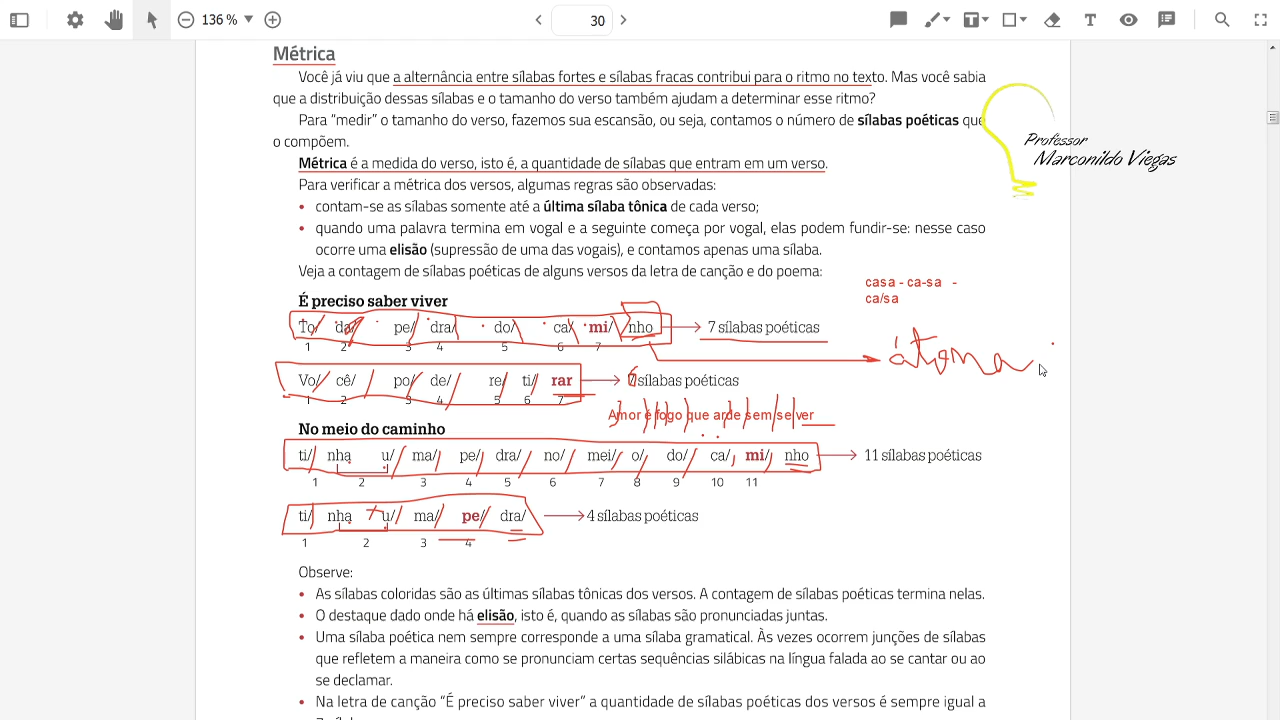 136 %
30
Métrica
Você já viu que a alternância entre sílabas fortes e sílabas fracas contribui para o ritmo no texto. Mas você sabia
que a distribuição dessas sílabas e o tamanho do verso também ajudam a determinar esse ritmo?
Para “medir” o tamanho do verso, fazemos sua escansão, ou seja, contamos o número de sílabas poéticas que
o compõem.
Professor
Marconildo Viegas
Métrica é a medida do verso, isto é, a quantidade de sílabas que entram em um verso.
Para verificar a métrica dos versos, algumas regras são observadas:
• contam-se as sílabas somente até a última sílaba tônica de cada verso;
• quando uma palavra termina em vogal e a seguinte começa por vogal, elas podem fundir-se: nesse caso
ocorre uma elisão (supressão de uma das vogais), e contamos apenas uma sílaba.
Veja a contagem de sílabas poéticas de alguns versos da letra de canção e do poema:
casa - ca-sa -
ca/sa
É preciso saber viver
To/ da/ pe/ dra/ do/ ca/ mi/ nho 7 sílabas poéticas
1 2 3 4 5 6 7
átona
Vo/ cê/ po/ de/ re/ ti/ rar sílabas poéticas
1 2 3 4 5 6 7
Amor é fogo que arde sem se ver
No meio do caminho
ti/ nha u/ ma/ pe/ dra/ no/ mei/ o/ do/ ca/ mi/ nho 11 sílabas poéticas
1 2 3 4 5 6 7 8 9 10 11
ti/ nha u/ ma/ pe/ dra/ 4 sílabas poéticas
1 2 3 4
Observe:
• As sílabas coloridas são as últimas sílabas tônicas dos versos. A contagem de sílabas poéticas termina nelas.
• O destaque dado onde há elisão, isto é, quando as sílabas são pronunciadas juntas.
• Uma sílaba poética nem sempre corresponde a uma sílaba gramatical. Às vezes ocorrem junções de sílabas
que refletem a maneira como se pronunciam certas sequências silábicas na língua falada ao se cantar ou ao
se declamar.
• Na letra de canção “É preciso saber viver” a quantidade de sílabas poéticas dos versos é sempre igual a